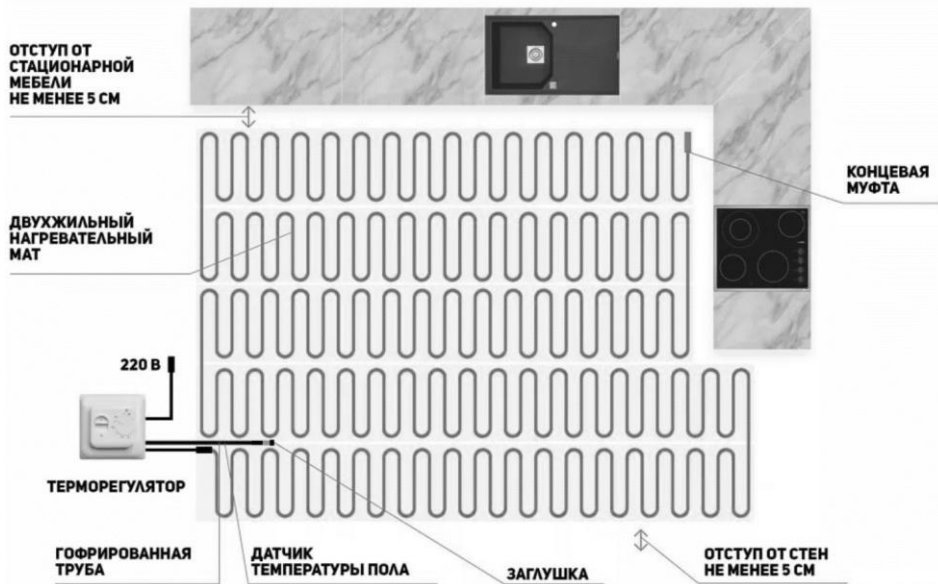 ОТСТУП ОТ
СТАЦИОНАРНОЙ
МЕБЕЛИ
НЕ МЕНЕЕ 5 СМ
КОНЦЕВАЯ
МУФТА
ДВУХЖИЛЬНЫЙ
НАГРЕВАТЕЛЬНЫЙ
МАТ
220 В
ТЕРМОРЕГУЛЯТОР
ГОФРИРОВАННАЯ
ТРУБА
ДАТЧИК
ТЕМПЕРАТУРЫ ПОЛА
ЗАГЛУШКА
ОТСТУП ОТ СТЕН
НЕ МЕНЕЕ 5 СМ